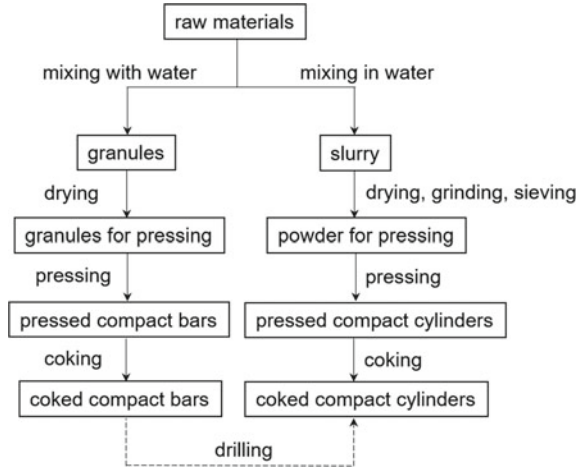 raw materials
mixing with water
mixing in water
granules
slurry
drying
drying, grinding, sieving
granules for pressing
powder for pressing
pressing
pressing
pressed compact bars
pressed compact cylinders
coking
coking
coked compact bars
coked compact cylinders
drilling